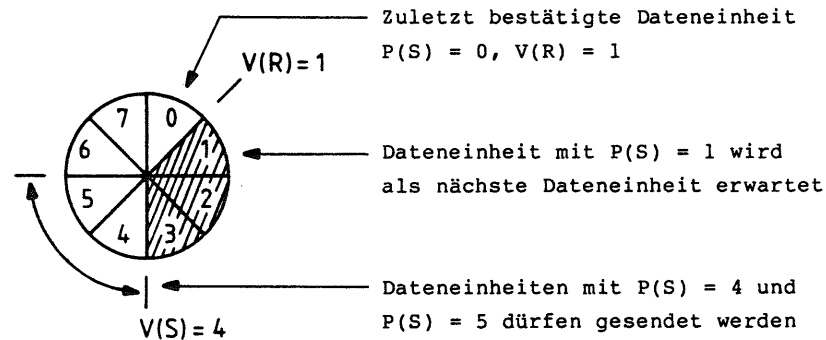 Zuletzt bestätigte Dateneinheit
P(S) = 0, V(R) = 1
V(R) = 1
7
0
6
1
5
2
4
3
Dateneinheit mit P(S) = 1 wird
als nächste Dateneinheit erwartet
Dateneinheiten mit P(S) = 4 und
P(S) = 5 dürfen gesendet werden
V(S) = 4